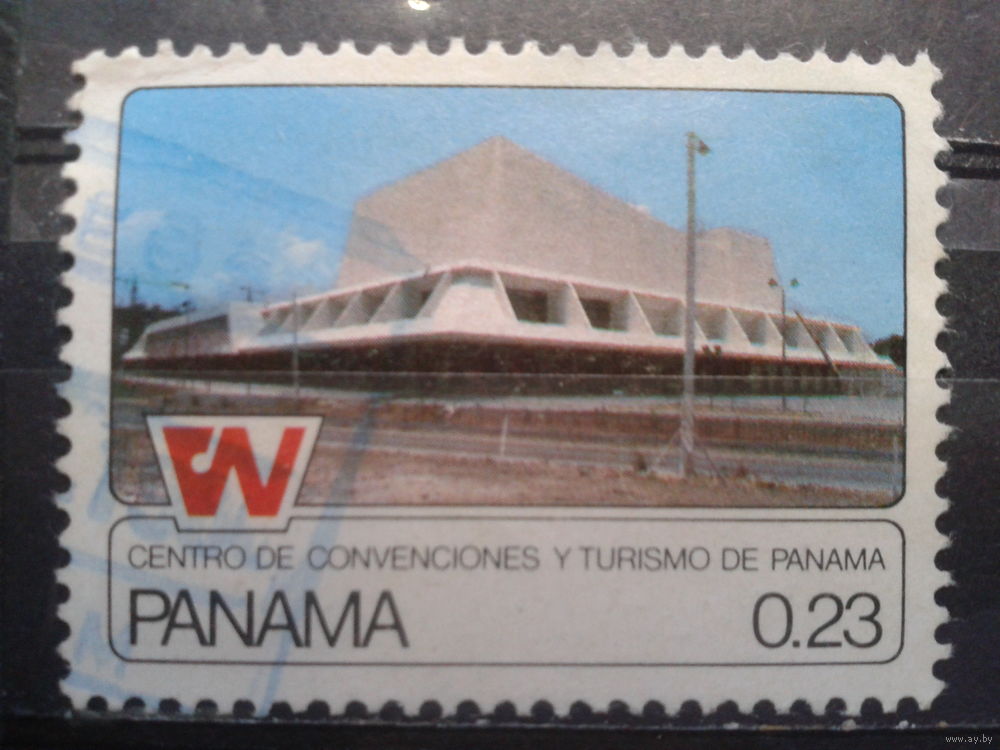 CENTRO DE CONVENCIONES Y TURISMO DE PANAMA
PANAMA 0.23
www.ay.by